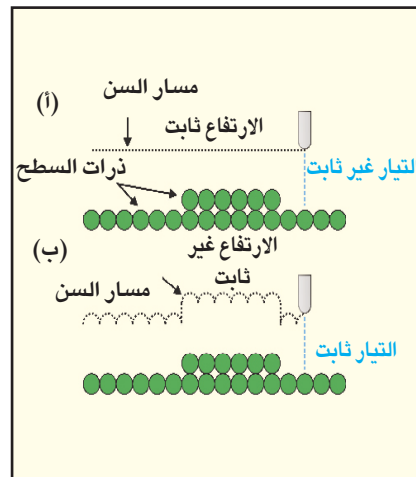 مسار السن
(أ)
الارتفاع ثابت
لتيار غير ثابت
ذرات السطح
(ب)
الارتفاع غير
ثابت
مسار السن
التيار ثابت